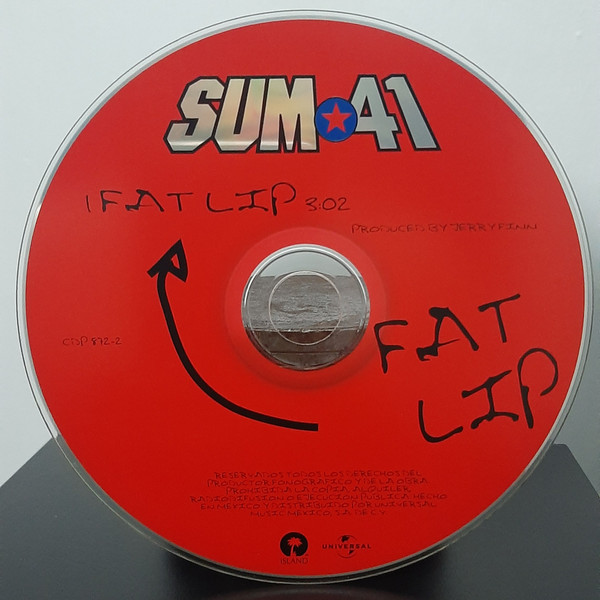 SUM 41
1 FAT LIP 3:02
PRODUCED BY JERRY FINN
CDP 872-2
FAT
LIP
RESERVADOS TODOS LOS DERECHOS DEL
PRODUCTOR FONOGRAFICO Y DE LA OBRA
PROHIBIDA LA COPIA ALQUILER
RADIODIFUSION O EJECUCION PUBLICA HECHO
EN MEXICO Y DISTRIBUIDO POR UNIVERSAL
MUSIC MEXICO, S.A. DE C.V.
ISLAND
UNIVERSAL